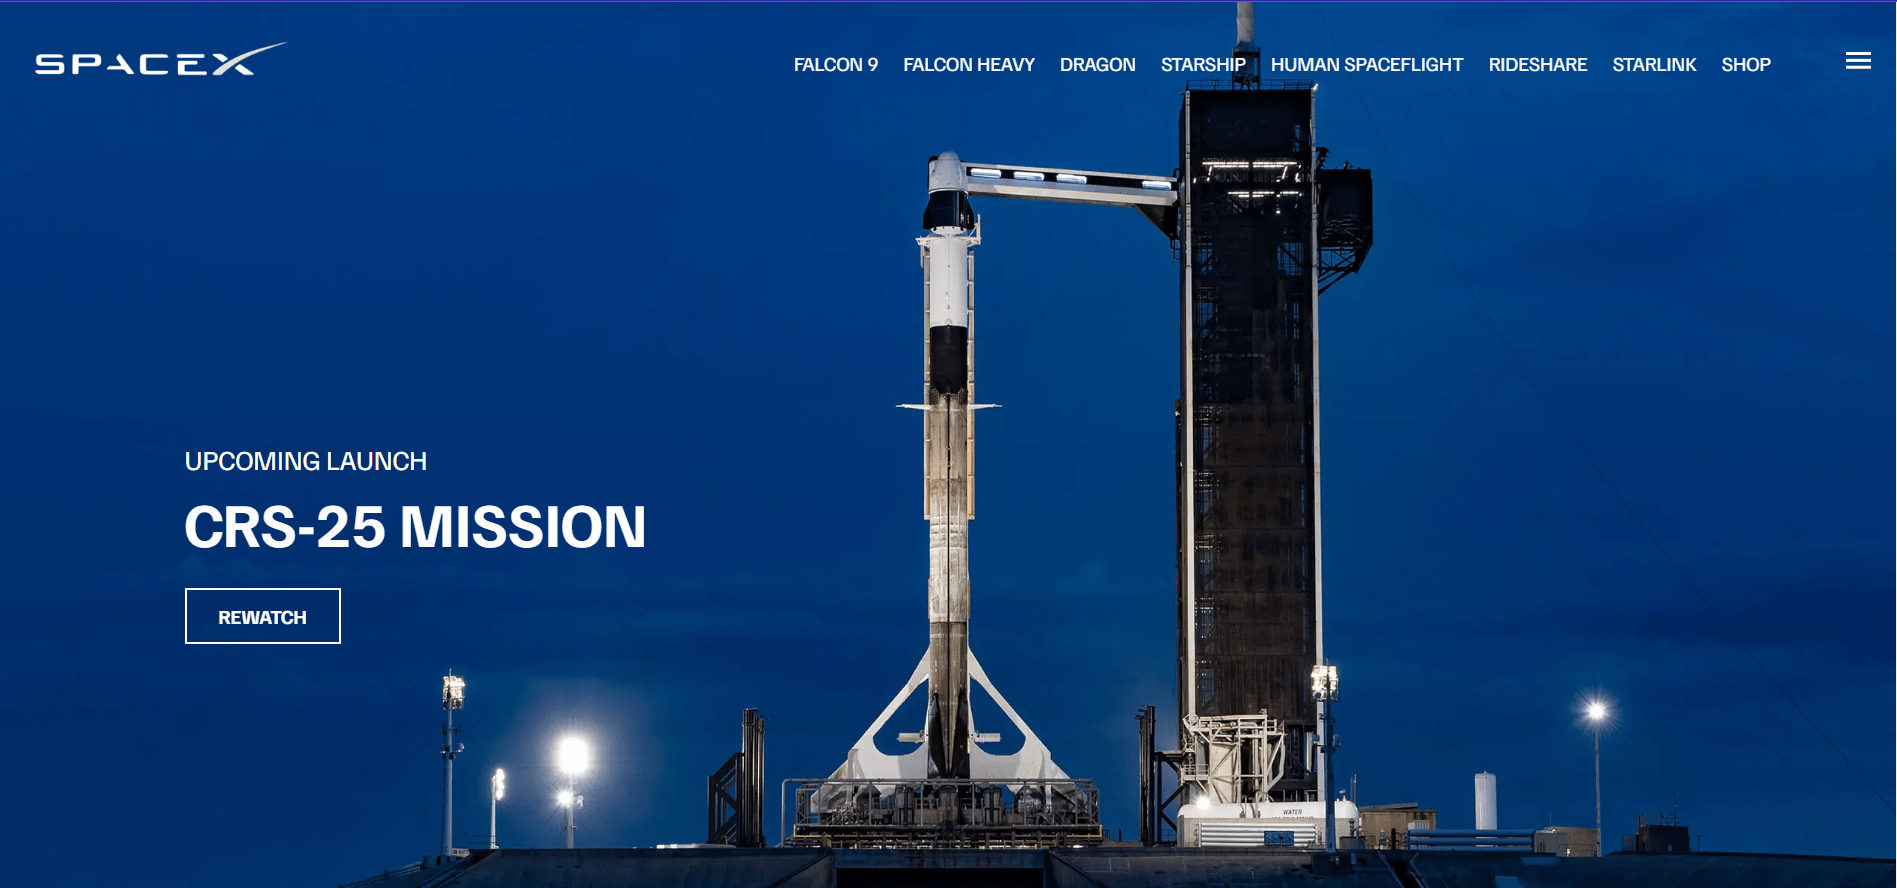 SPACEX
FALCON 9 FALCON HEAVY DRAGON STARSHIP HUMAN SPACEFLIGHT RIDESHARE STARLINK SHOP
UPCOMING LAUNCH
CRS-25 MISSION
REWATCH
WATER